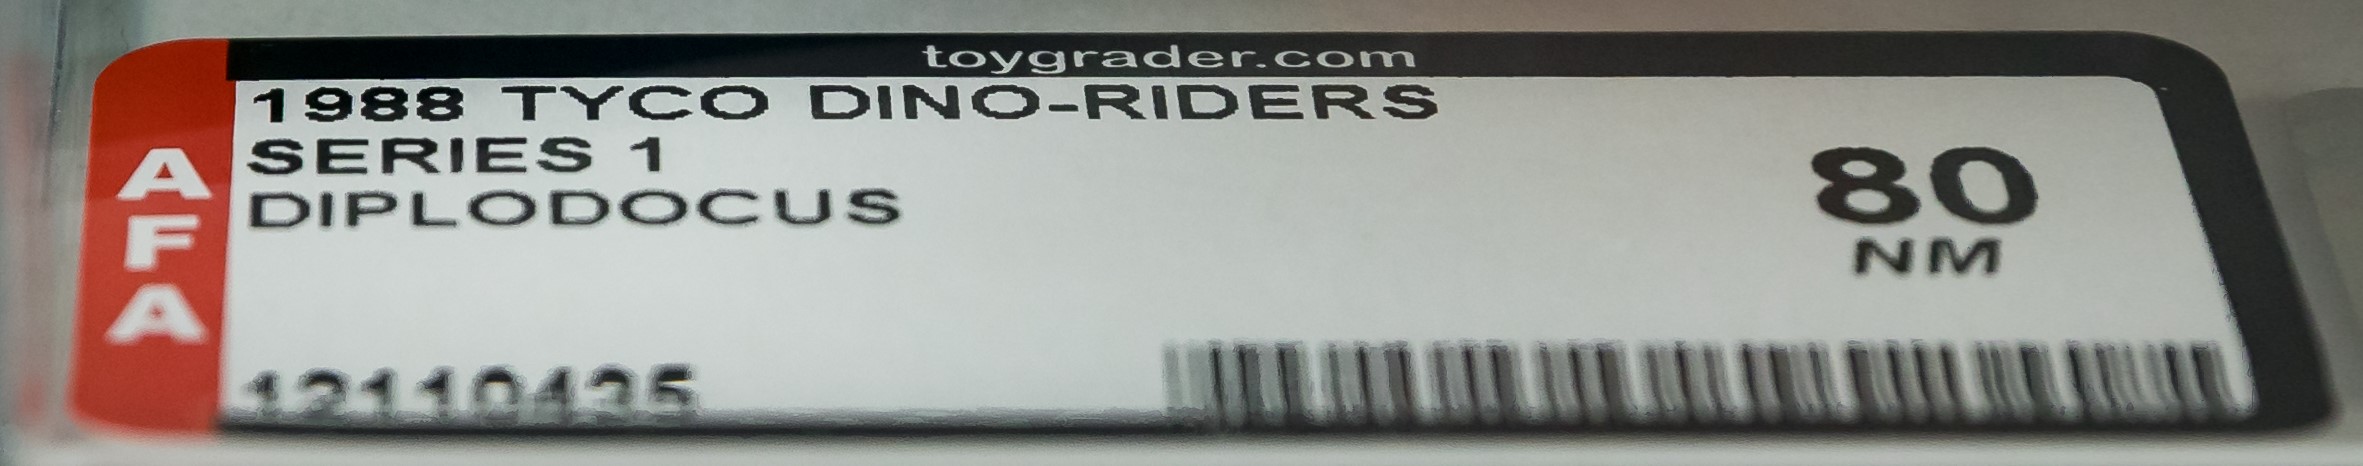 toygrader.com
1988 TYCO DINO-RIDERS
SERIES 1
DIPLODOCUS
80
NM
AFA